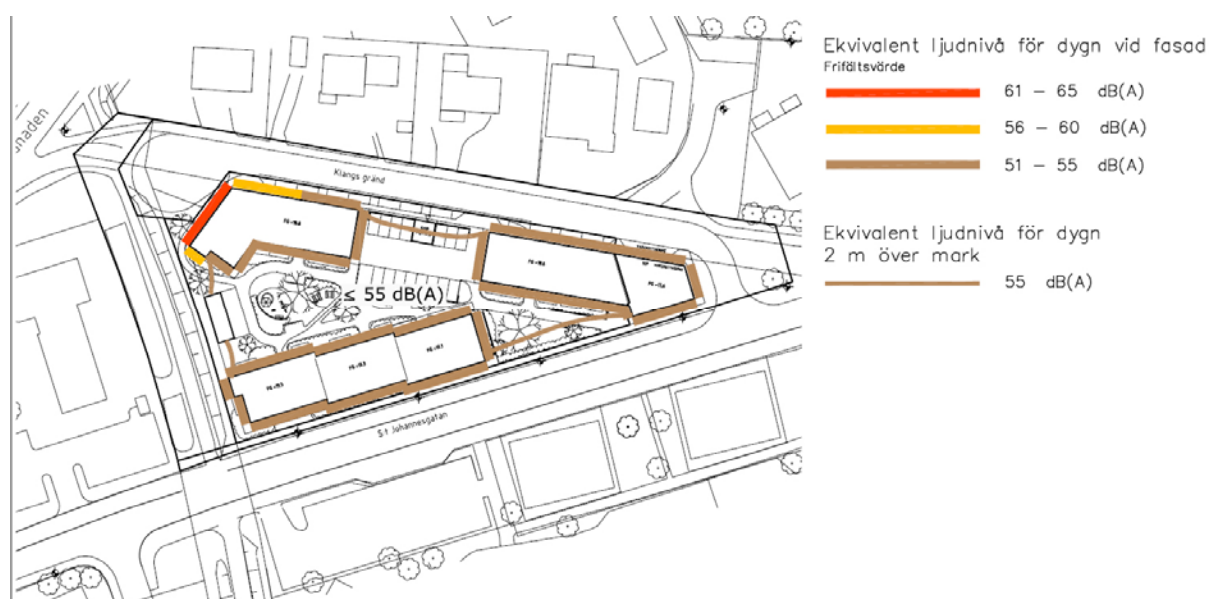 Ekvivalent ljudnivå för dygn vid fasad
Frifältsvärde
61 – 65 dB(A)
56 – 60 dB(A)
51 – 55 dB(A)
Ekvivalent ljudnivå för dygn
2 m över mark
55 dB(A)
Klangs gränd
≤ 55 dB(A)
S:t Johannesgatan